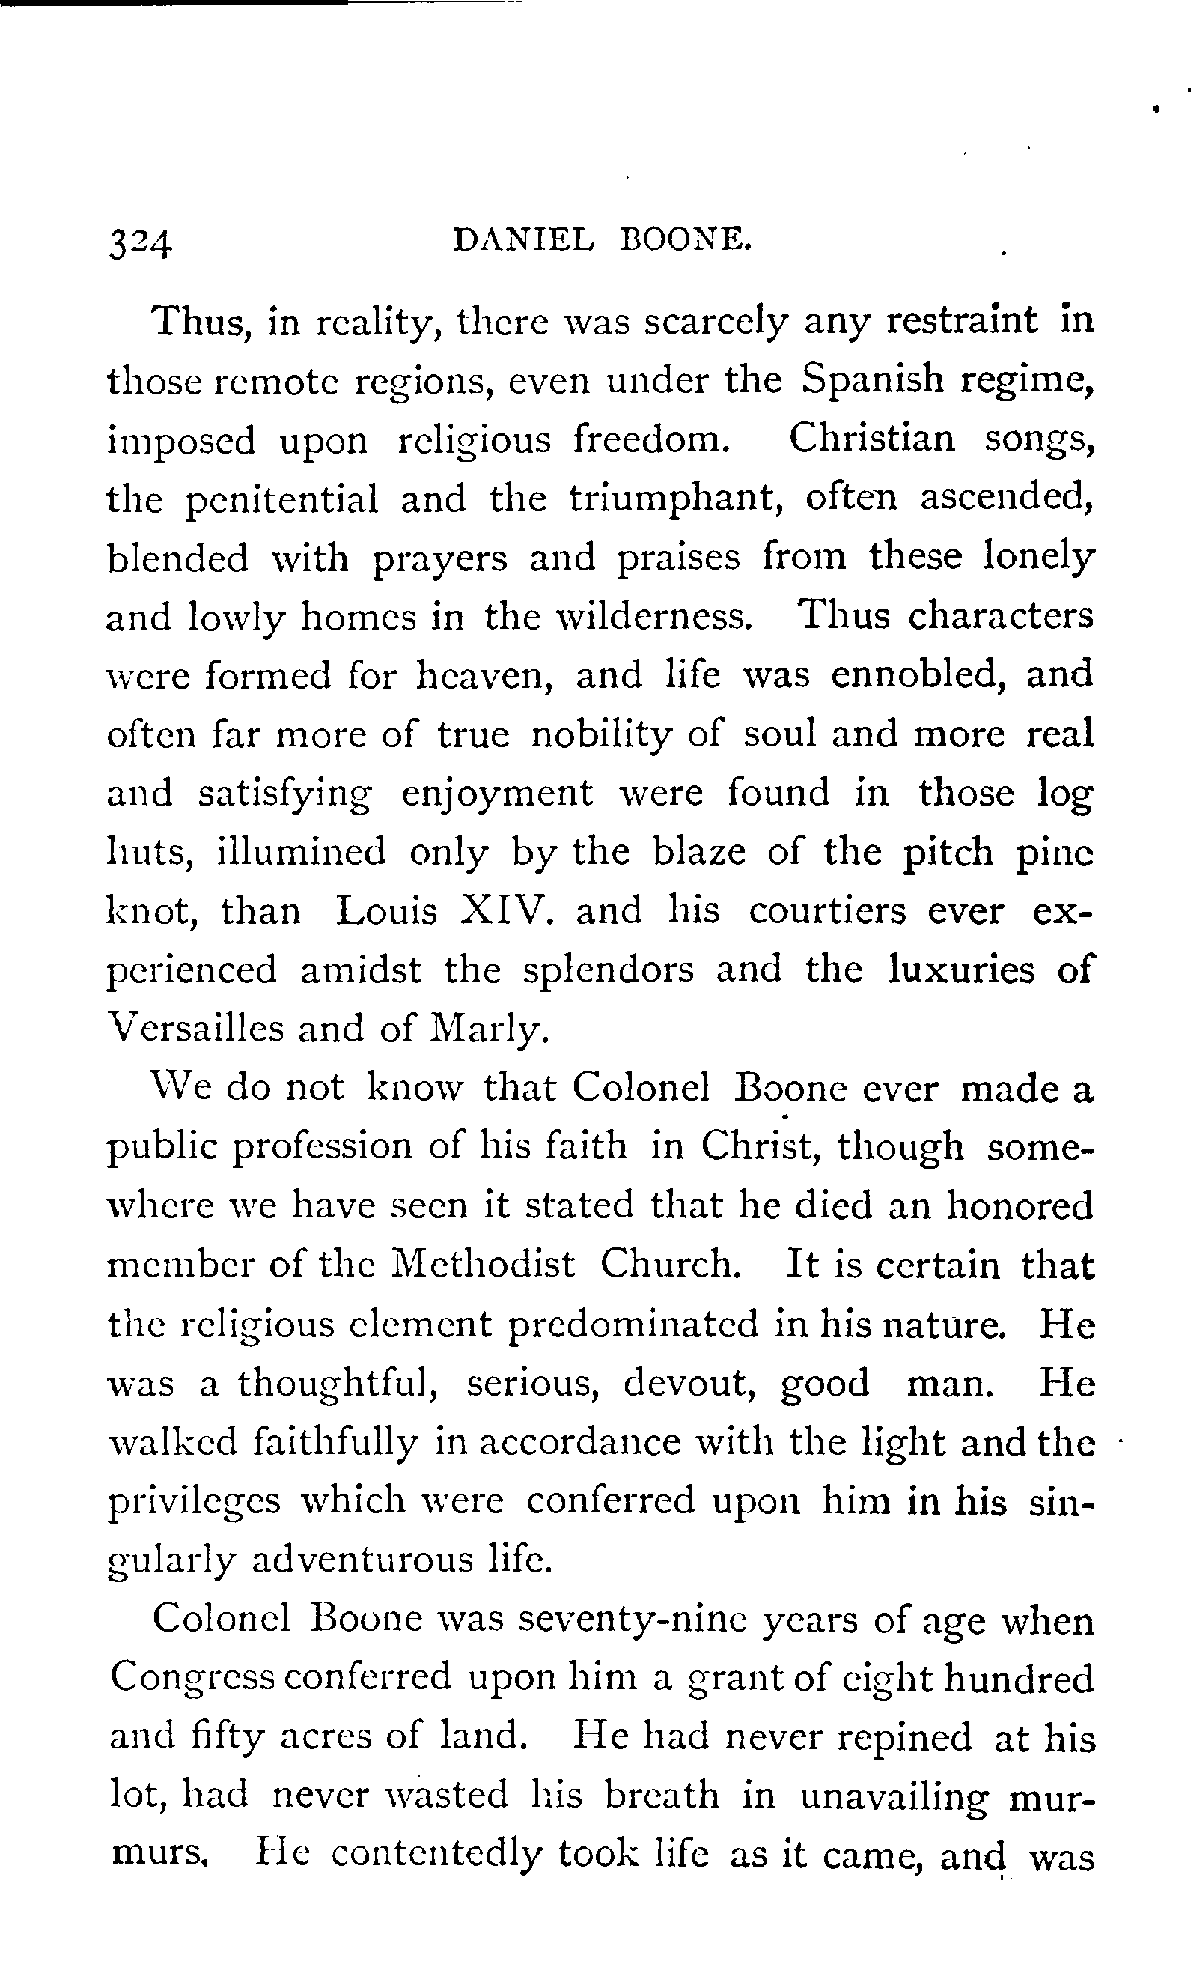 324 DANIEL BOONE.
Thus, in reality, there was scarcely any restraint in
those remote regions, even under the Spanish regime,
imposed upon religious freedom. Christian songs,
the penitential and the triumphant, often ascended,
blended with prayers and praises from these lonely
and lowly homes in the wilderness. Thus characters
were formed for heaven, and life was ennobled, and
often far more of true nobility of soul and more real
and satisfying enjoyment were found in those log
huts, illumined only by the blaze of the pitch pine
knot, than Louis XIV. and his courtiers ever ex-
perienced amidst the splendors and the luxuries of
Versailles and of Marly.
We do not know that Colonel Boone ever made a
public profession of his faith in Christ, though some-
where we have seen it stated that he died an honored
member of the Methodist Church. It is certain that
the religious element predominated in his nature. He
was a thoughtful, serious, devout, good man. He
walked faithfully in accordance with the light and the
privileges which were conferred upon him in his sin-
gularly adventurous life.
Colonel Boone was seventy-nine years of age when
Congress conferred upon him a grant of eight hundred
and fifty acres of land. He had never repined at his
lot, had never wasted his breath in unavailing mur-
murs. He contentedly took life as it came, and was